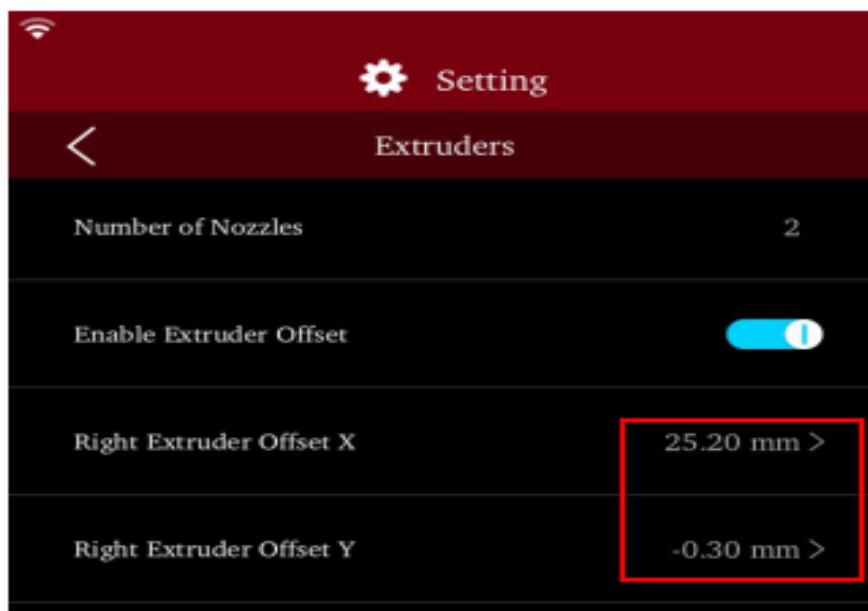 Setting
Extruders
Number of Nozzles 2
Enable Extruder Offset
Right Extruder Offset X 25.20 mm >
Right Extruder Offset Y -0.30 mm >